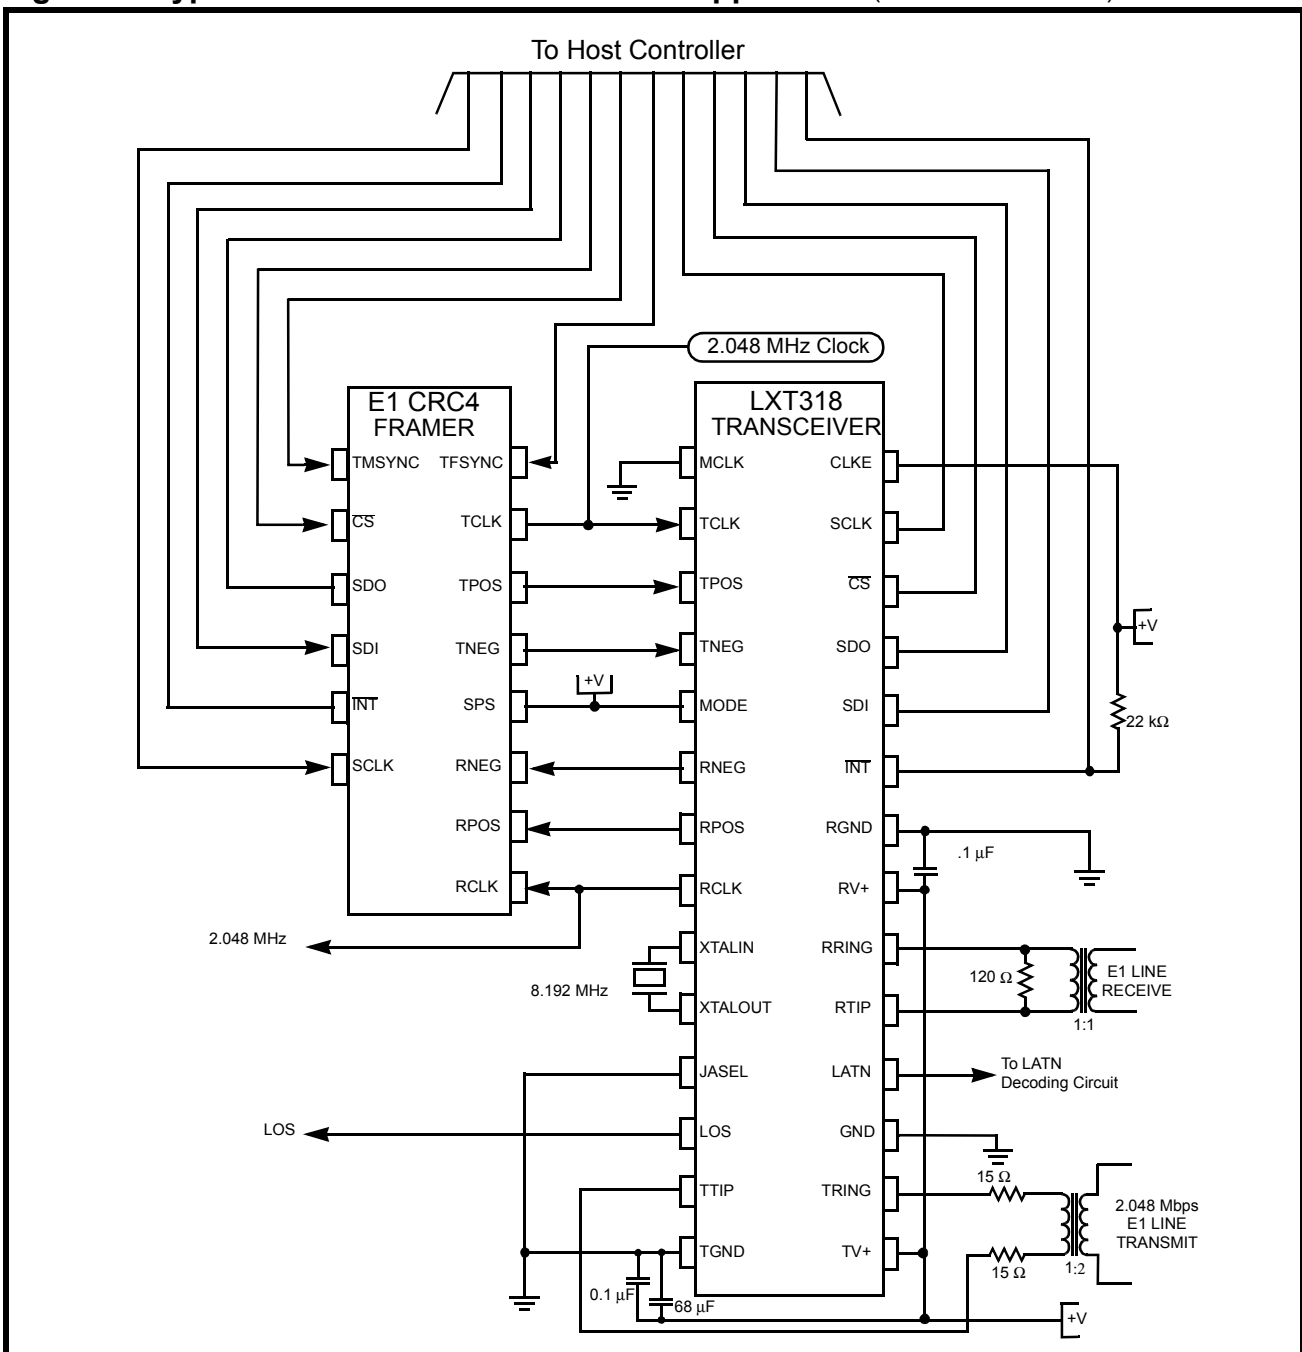 To Host Controller
2.048 MHz Clock
E1 CRC4
FRAMER
LXT318
TRANSCEIVER
TMSYNC TFSYNC
MCLK CLKE
CS TCLK
TCLK SCLK
SDO TPOS
TPOS CS
SDI TNEG
TNEG SDO
+V
+V
INT SPS
MODE SDI
22 kΩ
SCLK RNEG
RNEG INT
RPOS
RPOS RGND
.1 µF
RCLK
RCLK RV+
2.048 MHz
XTALIN RRING
8.192 MHz
120 Ω
E1 LINE
RECEIVE
XTALOUT RTIP
1:1
JASEL LATN
To LATN
Decoding Circuit
LOS
LOS GND
15 Ω
TTIP TRING
2.048 Mbps
E1 LINE
TRANSMIT
TGND TV+
15 Ω
1:2
0.1 µF
68 µF
+V